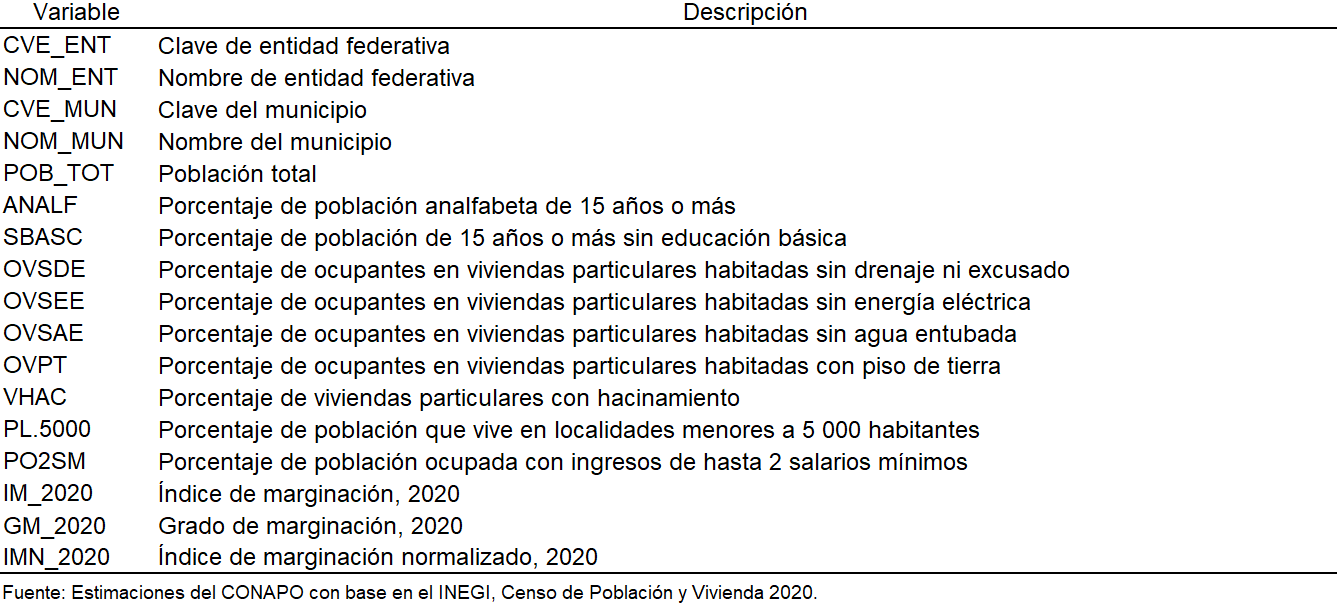 Variable Descripción
CVE_ENT Clave de entidad federativa
NOM_ENT Nombre de entidad federativa
CVE_MUN Clave del municipio
NOM_MUN Nombre del municipio
POB_TOT Población total
ANALF Porcentaje de población analfabeta de 15 años o más
SBASC Porcentaje de población de 15 años o más sin educación básica
OVSDE Porcentaje de ocupantes en viviendas particulares habitadas sin drenaje ni excusado
OVSEE Porcentaje de ocupantes en viviendas particulares habitadas sin energía eléctrica
OVSAE Porcentaje de ocupantes en viviendas particulares habitadas sin agua entubada
OVPT Porcentaje de ocupantes en viviendas particulares habitadas con piso de tierra
VHAC Porcentaje de viviendas particulares con hacinamiento
PL.5000 Porcentaje de población que vive en localidades menores a 5 000 habitantes
PO2SM Porcentaje de población ocupada con ingresos de hasta 2 salarios mínimos
IM_2020 Índice de marginación, 2020
GM_2020 Grado de marginación, 2020
IMN_2020 Índice de marginación normalizado, 2020
Fuente: Estimaciones del CONAPO con base en el INEGI, Censo de Población y Vivienda 2020.